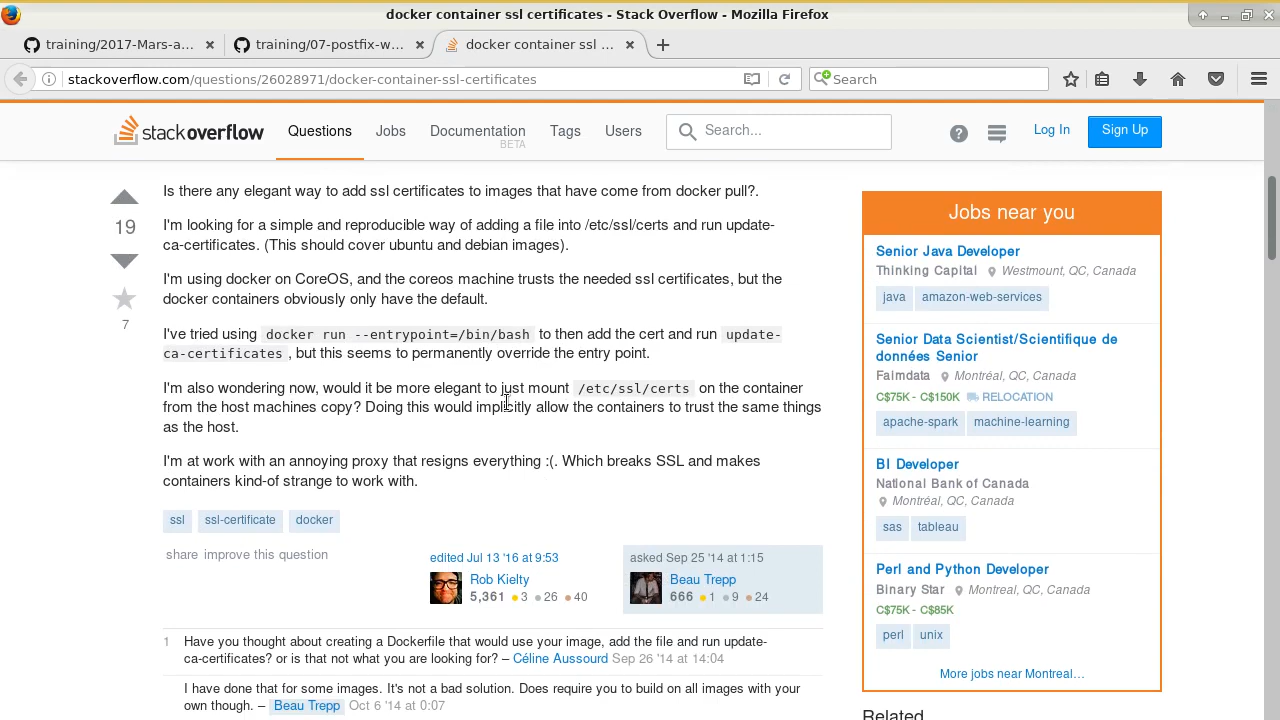 docker container ssl certificates - Stack Overflow - Mozilla Firefox
training/2017-Mars-a... × training/07-postfix-w... × docker container ssl ... × +
stackoverflow.com/questions/26028971/docker-container-ssl-certificates
Search
stackoverflow
Questions
Jobs
Documentation
BETA
Tags
Users
Search...
?
Log In
Sign Up
19
7
Is there any elegant way to add ssl certificates to images that have come from docker pull?.
I'm looking for a simple and reproducible way of adding a file into /etc/ssl/certs and run update-
ca-certificates. (This should cover ubuntu and debian images).
I'm using docker on CoreOS, and the coreos machine trusts the needed ssl certificates, but the
docker containers obviously only have the default.
I've tried using docker run --entrypoint=/bin/bash to then add the cert and run update-
ca-certificates , but this seems to permanently override the entry point.
I'm also wondering now, would it be more elegant to just mount /etc/ssl/certs on the container
from the host machines copy? Doing this would implicitly allow the containers to trust the same things
as the host.
I'm at work with an annoying proxy that resigns everything :(. Which breaks SSL and makes
containers kind-of strange to work with.
ssl ssl-certificate docker
share improve this question
edited Jul 13 '16 at 9:53
Rob Kielty
5,361 3 26 40
asked Sep 25 '14 at 1:15
Beau Trepp
666 1 9 24
1 Have you thought about creating a Dockerfile that would use your image, add the file and run update-
ca-certificates? or is that not what you are looking for? – Céline Aussourd Sep 26 '14 at 14:04
I have done that for some images. It's not a bad solution. Does require you to build on all images with your
own though. – Beau Trepp Oct 6 '14 at 0:07
Jobs near you
Senior Java Developer
Thinking Capital Westmount, QC, Canada
java amazon-web-services
Senior Data Scientist/Scientifique de
données Senior
Faimdata Montréal, QC, Canada
C$75K - C$150K RELOCATION
apache-spark machine-learning
BI Developer
National Bank of Canada
Montréal, QC, Canada
sas tableau
Perl and Python Developer
Binary Star Montreal, QC, Canada
C$75K - C$85K
perl unix
More jobs near Montreal...
Related